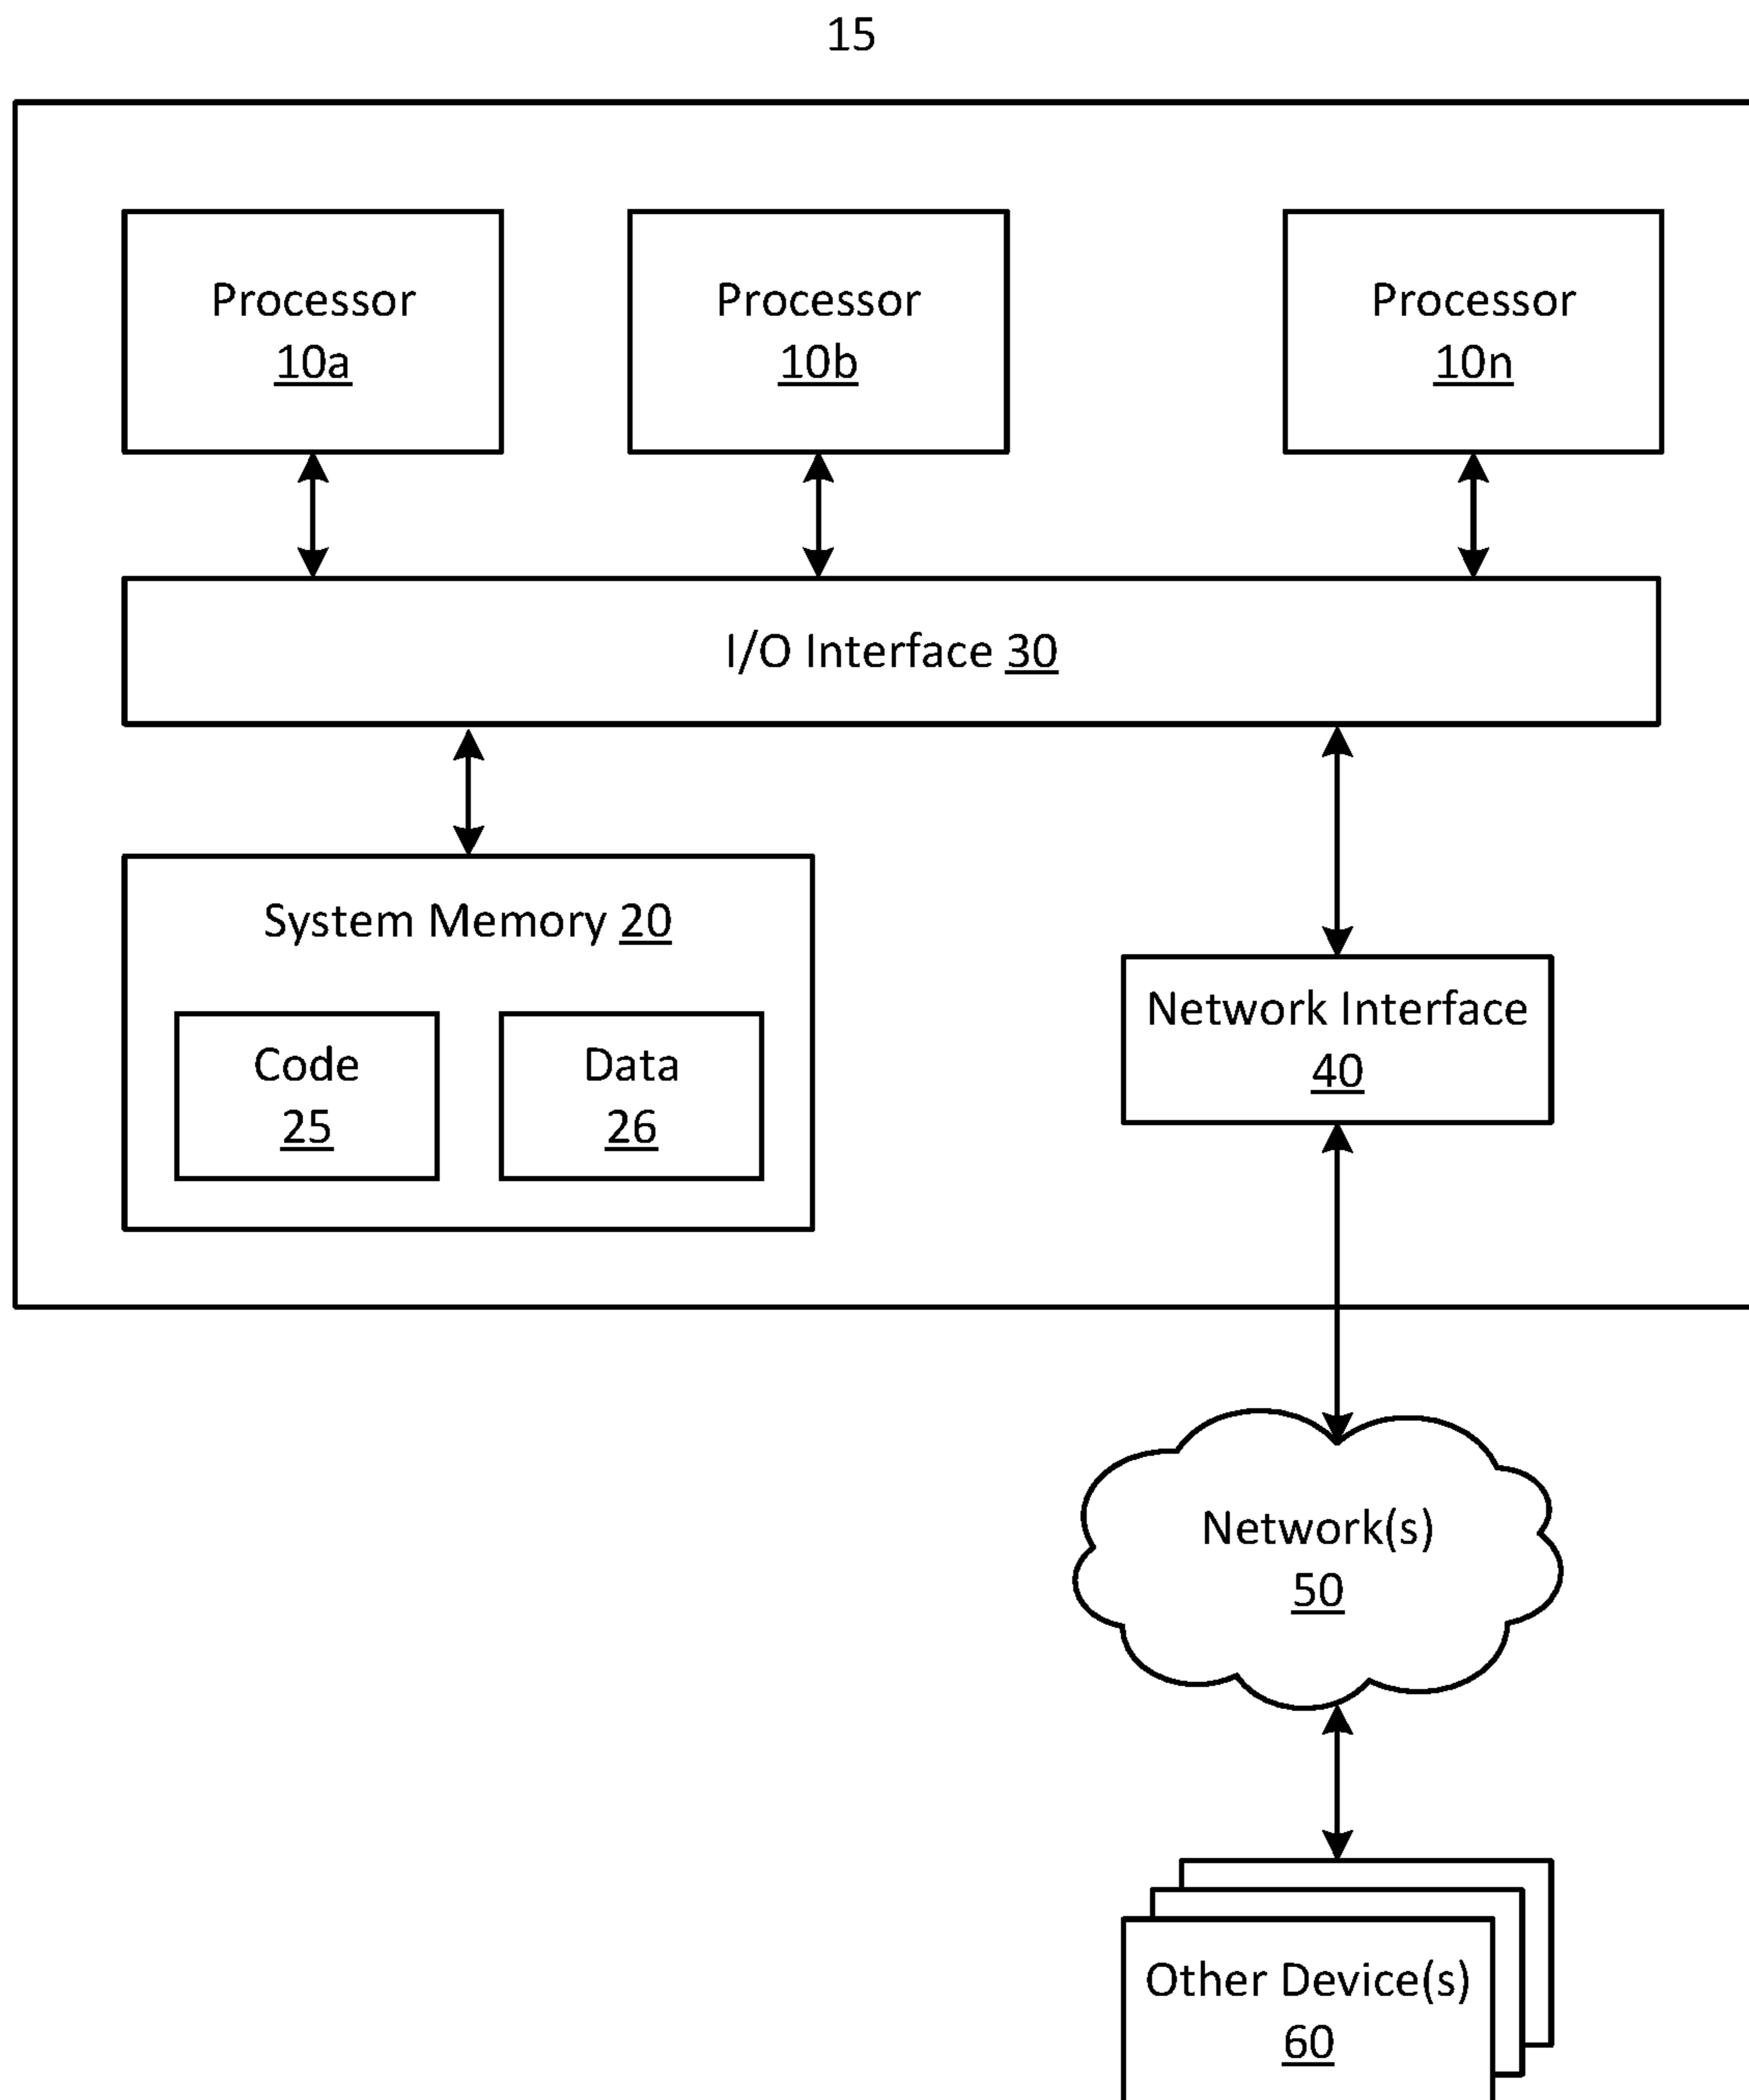 15
Processor
10a
Processor
10b
Processor
10n
I/O Interface 30
System Memory 20
Code
25
Data
26
Network Interface
40
Network(s)
50
Other Device(s)
60